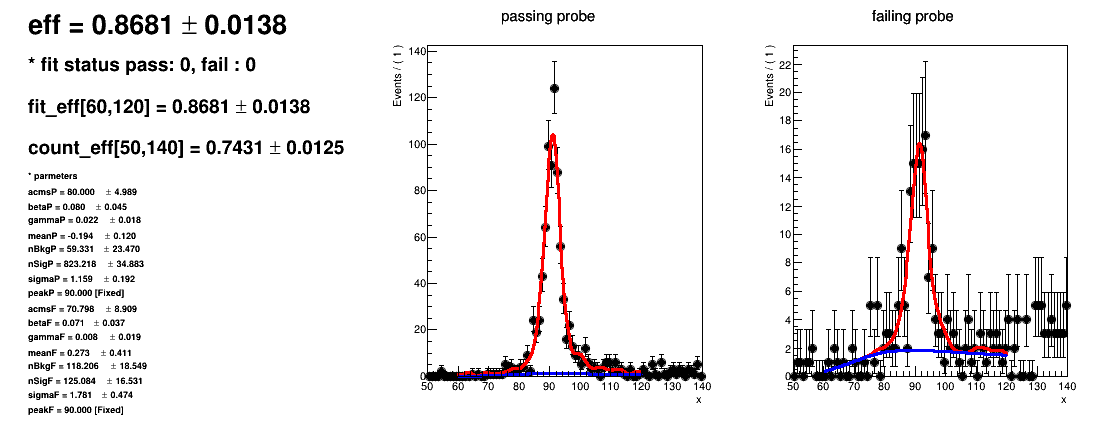 eff = 0.8681 ± 0.0138
* fit status pass: 0, fail : 0
fit_eff[60,120] = 0.8681 ± 0.0138
count_eff[50,140] = 0.7431 ± 0.0125
* parmeters
acmsP = 80.000 ± 4.989
betaP = 0.080 ± 0.045
gammaP = 0.022 ± 0.018
meanP = -0.194 ± 0.120
nBkgP = 59.331 ± 23.470
nSigP = 823.218 ± 34.883
sigmaP = 1.159 ± 0.192
peakP = 90.000 [Fixed]
acmsF = 70.798 ± 8.909
betaF = 0.071 ± 0.037
gammaF = 0.008 ± 0.019
meanF = 0.273 ± 0.411
nBkgF = 118.206 ± 18.549
nSigF = 125.084 ± 16.531
sigmaF = 1.781 ± 0.474
peakF = 90.000 [Fixed]
passing probe
Events / ( 1 )
140
120
100
80
60
40
20
0
50 60 70 80 90 100 110 120 130 140
x
failing probe
Events / ( 1 )
22
20
18
16
14
12
10
8
6
4
2
0
50 60 70 80 90 100 110 120 130 140
x